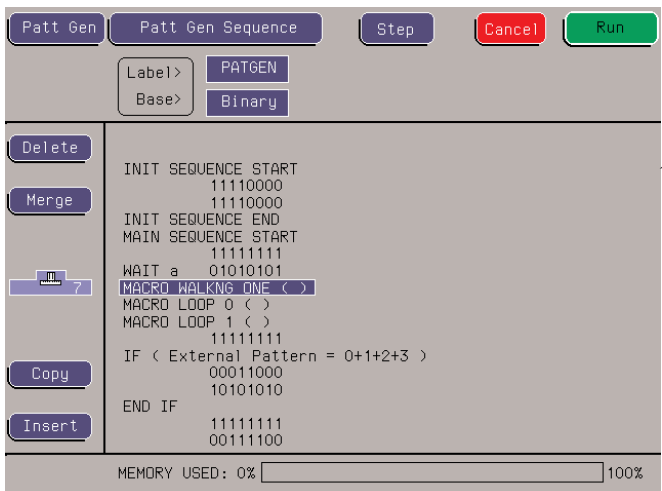 Patt Gen Patt Gen Sequence Step Cancel Run
Label> PATGEN
Base> Binary
Delete
INIT SEQUENCE START
11110000
Merge 11110000
INIT SEQUENCE END
MAIN SEQUENCE START
11111111
WAIT a 01010101
7 MACRO WALKNG ONE ( )
MACRO LOOP 0 ( )
MACRO LOOP 1 ( )
11111111
IF ( External Pattern = 0+1+2+3 )
Copy 00011000
10101010
END IF
Insert 11111111
00111100
MEMORY USED: 0% 100%